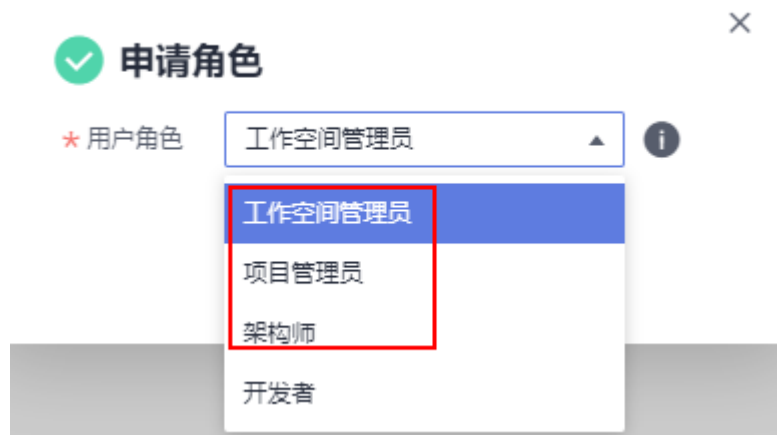 申请角色
* 用户角色 工作空间管理员 i
工作空间管理员
项目管理员
架构师
开发者